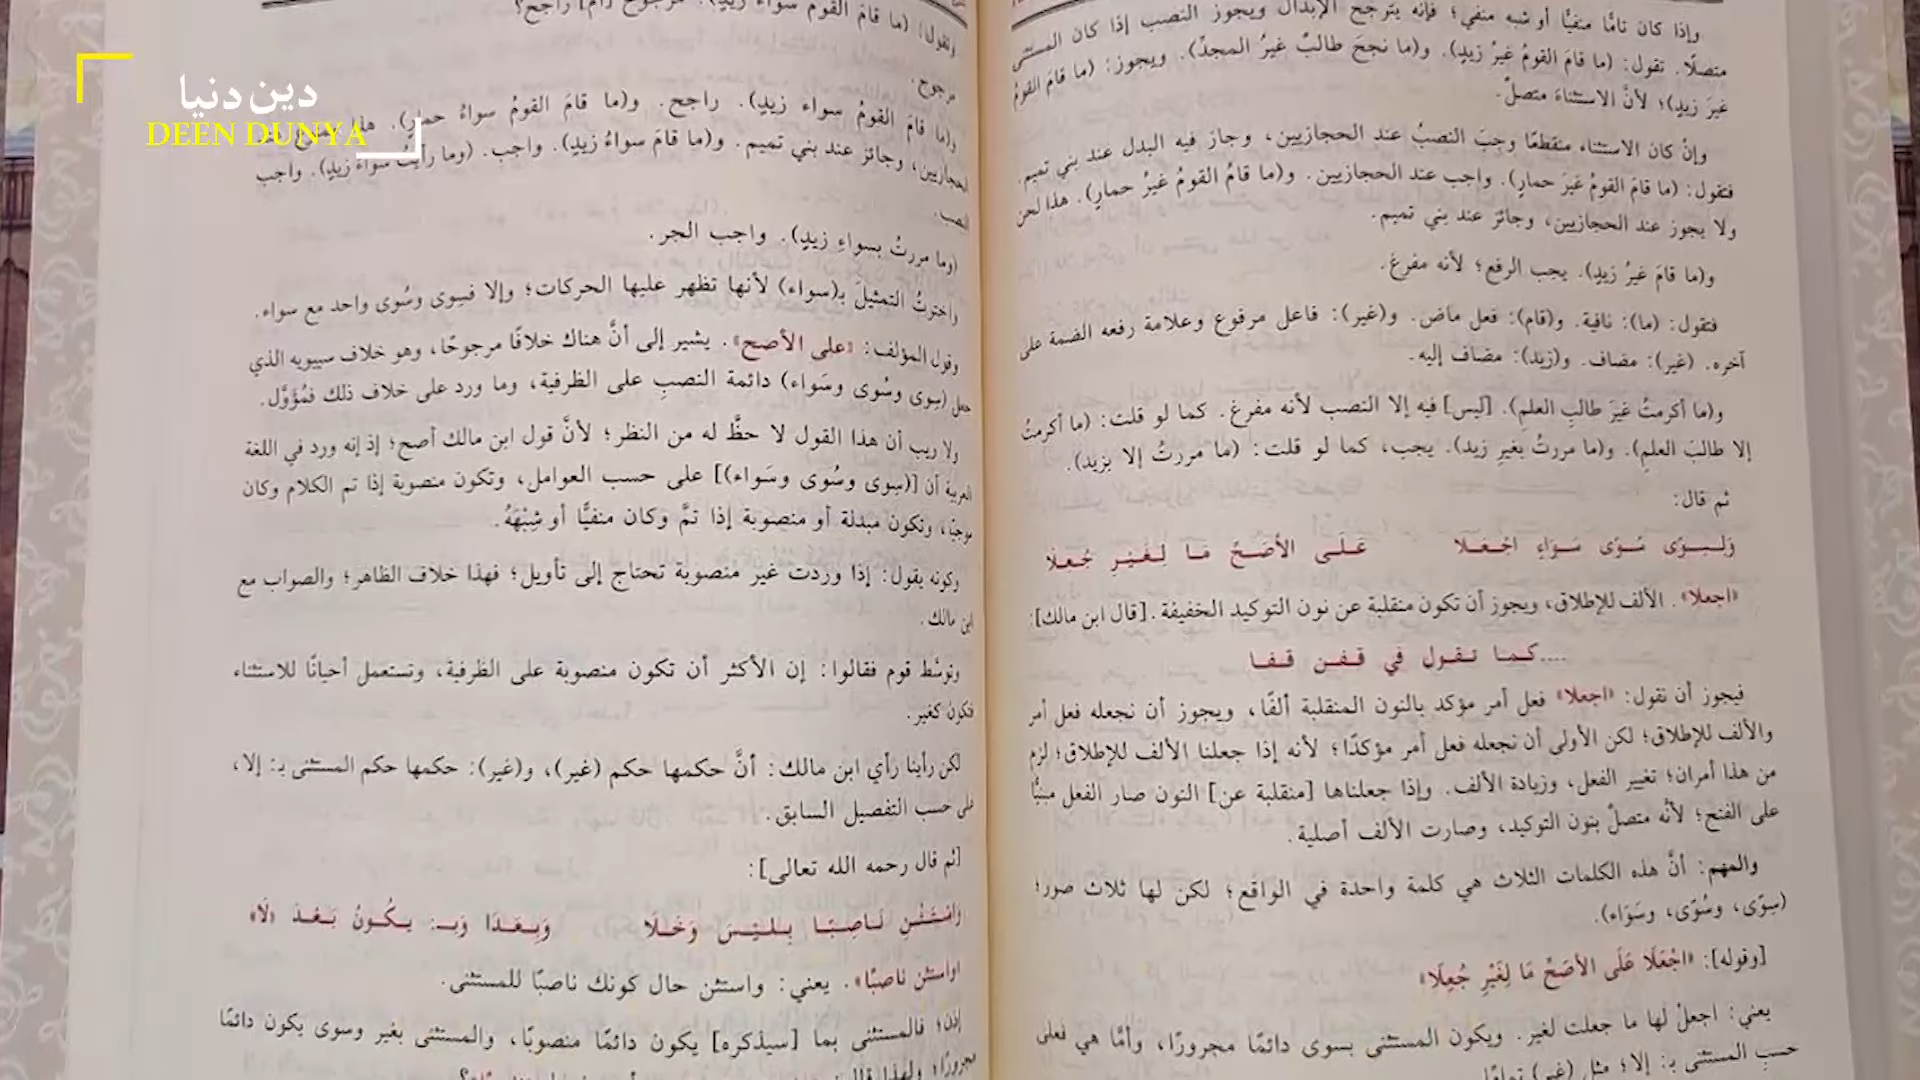 دين دنيا
DEEN DUNYA
وإذا كان تامًّا منفيًّا أو شبه منفي؛ فإنه يترجح الإبدال ويجوز النصب إذا كان المستثنى
متصلًا. تقول: (ما قامَ القومُ غيرُ زيدٍ). و(ما نجحَ طالبٌ غيرُ المجدِّ). ويجوز: (ما قامَ القومُ
غيرَ زيدٍ)؛ لأنَّ الاستثناءَ متصلٌ.
وإنْ كان الاستثناء منقطعًا وجبَ النصبُ عند الحجازيين، وجاز فيه البدل عند بني تميم.
فتقول: (ما قامَ القومُ غيرَ حمارٍ). واجب عند الحجازيين. و(ما قامُ القومُ غيرُ حمارٍ). هذا لحن
ولا يجوز عند الحجازيين، وجائز عند بني تميم.
و(ما قامَ غيرُ زيدٍ). يجب الرفع؛ لأنه مفرغ.
فتقول: (ما): نافية. و(قام): فعل ماض. و(غير): فاعل مرفوع وعلامة رفعه الضمة على
آخره. (غير): مضاف. و(زيد): مضاف إليه.
و(ما أكرمتُ غيرَ طالبِ العلمِ). [ليس] فيه إلا النصب لأنه مفرغ. كما لو قلت: (ما أكرمتُ
إلا طالبَ العلمِ). و(ما مررتُ بغيرِ زيد). يجب، كما لو قلت: (ما مررتُ إلا بزيد).
ثم قال:
وَلِسِوًى سُوًى سَوَاءٍ اجْعَلا عَلَى الأصَحِّ مَا لِغَيْرٍ جُعِلَا
«اجعلا». الألف للإطلاق، ويجوز أن تكون منقلبة عن نون التوكيد الخفيفة. [قال ابن مالك]:
....كما تقول في قفن قفا
فيجوز أن نقول: «اجعلا» فعل أمر مؤكد بالنون المنقلبة ألفًا، ويجوز أن نجعله فعل أمر
والألف للإطلاق؛ لكن الأولى أن نجعله فعل أمر مؤكدًا؛ لأنه إذا جعلنا الألف للإطلاق؛ لزم
من هذا أمران: تغيير الفعل، وزيادة الألف. وإذا جعلناها [منقلبة عن] النون صار الفعل مبنيًّا
على الفتح؛ لأنَّه متصلٌ بنون التوكيد، وصارت الألف أصلية.
والمهم: أنَّ هذه الكلمات الثلاث هي كلمة واحدة في الواقع؛ لكن لها ثلاث صور؛
(سِوًى، وسُوًى، وسَوَاء).
[وقوله]: «اجْعَلَا عَلَى الأصَحِّ مَا لِغَيْرٍ جُعِلَا»
يعني: اجعلْ لها ما جعلت لغير. ويكون المستثنى بسوى دائمًا مجرورًا، وأمَّا هي فعلى
حسب المستثنى بـ: إلا؛ مثل (غير) تمامًا.
وتقول: (ما قامَ القوم سواءَ زيدٍ). مرجوح [أم] راجح؟
مرجوح.
و(ما قامَ القومُ سواء زيدٍ). راجح. و(ما قامَ القومُ سواءُ حمارٍ). هذا
الحجازيين، وجائز عند بني تميم. و(ما قامَ سواءُ زيدٍ). واجب. (وما رأيتُ سواءَ زيدٍ). واجب
النصب.
(وما مررتُ بسواءِ زيدٍ). واجب الجر.
واخترتُ التمثيلَ بـ(سواء) لأنها تظهر عليها الحركات؛ وإلا فسِوى وسُوى واحد مع سواء.
وقول المؤلف: «على الأصح». يشير إلى أنَّ هناك خلافًا مرجوحًا، وهو خلاف سيبويه الذي
جعل (سِوى وسُوى وسَواء) دائمة النصبِ على الظرفية، وما ورد على خلاف ذلك فمُؤوَّل.
ولا ريب أن هذا القول لا حظَّ له من النظر؛ لأنَّ قول ابن مالك أصح؛ إذ إنه ورد في اللغة
العربية أن [(سِوى وسُوى وسَواء)] على حسب العوامل، وتكون منصوبة إذا تم الكلام وكان
موجبًا، وتكون مبدلة أو منصوبة إذا تمَّ وكان منفيًّا أو شِبْهَهُ.
وكونه يقول: إذا وردت غير منصوبة تحتاج إلى تأويل؛ فهذا خلاف الظاهر؛ والصواب مع
ابن مالك.
وتوسَّط قوم فقالوا: إن الأكثر أن تكون منصوبة على الظرفية، وتستعمل أحيانًا للاستثناء
فتكون كغير.
لكن رأينا رأي ابن مالك: أنَّ حكمها حكم (غير)، و(غير): حكمها حكم المستثنى بـ: إلا،
على حسب التفصيل السابق.
[ثم قال رحمه الله تعالى]:
وَاسْتَثْنِ نَاصِبًا بِلَيْسَ وَخَلَا وَبِعَدَا وَبِـ: يَكُونُ بَعْدَ «لَا»
«واستثن ناصبًا». يعني: واستثن حال كونك ناصبًا للمستثنى.
إذن؛ فالمستثنى بما [سيذكره] يكون دائمًا منصوبًا، والمستثنى بغير وسوى يكون دائمًا
مجرورًا؛ ولهذا قال: